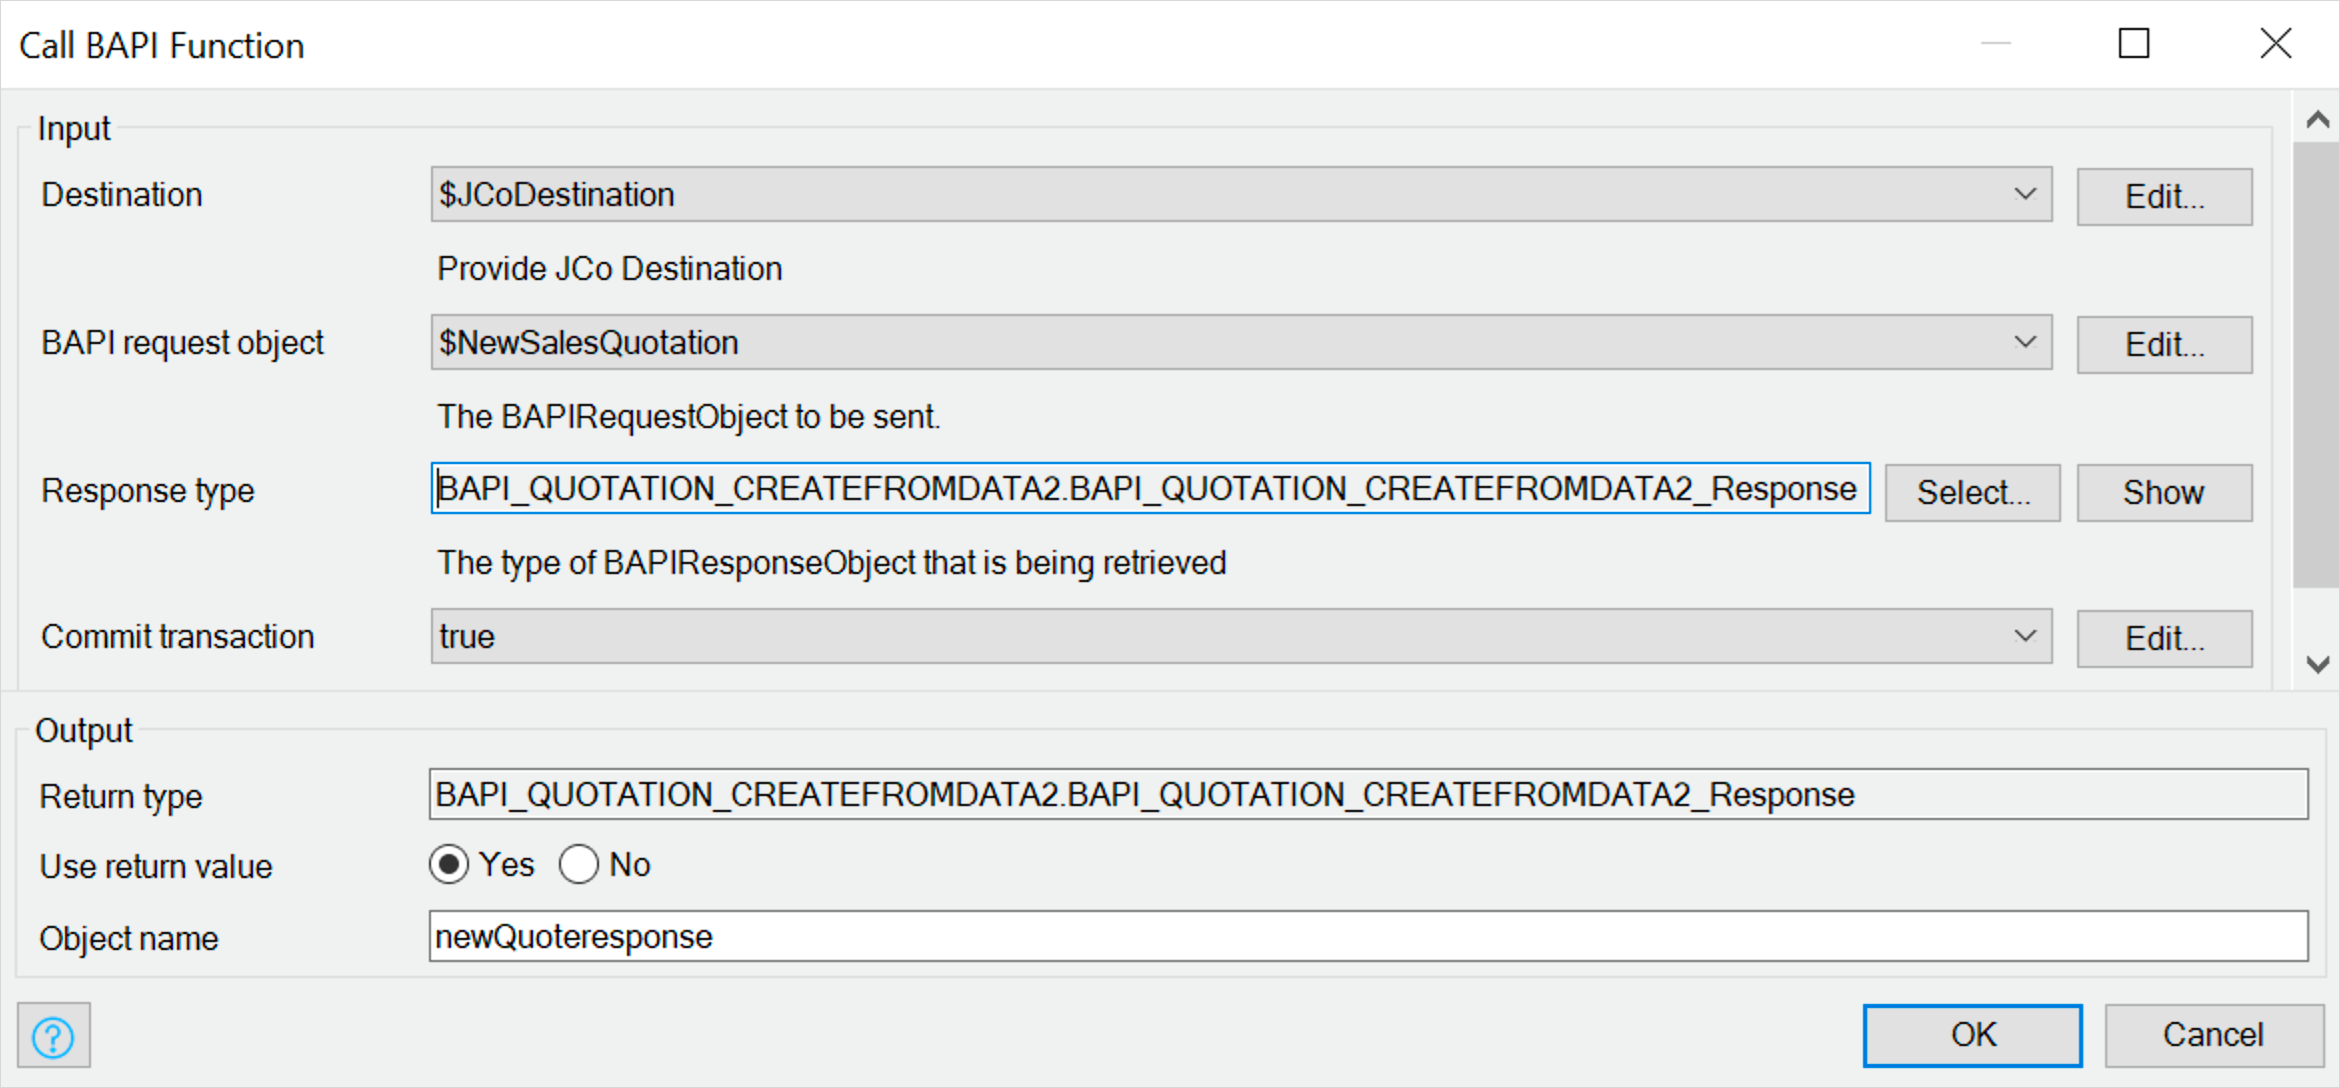 Call BAPI Function
Input
Destination $JCoDestination Edit...
Provide JCo Destination
BAPI request object $NewSalesQuotation Edit...
The BAPIRequestObject to be sent.
Response type BAPI_QUOTATION_CREATEFROMDATA2.BAPI_QUOTATION_CREATEFROMDATA2_Response Select... Show
The type of BAPIResponseObject that is being retrieved
Commit transaction true Edit...
Output
Return type BAPI_QUOTATION_CREATEFROMDATA2.BAPI_QUOTATION_CREATEFROMDATA2_Response
Use return value Yes No
Object name newQuoteresponse
? OK Cancel